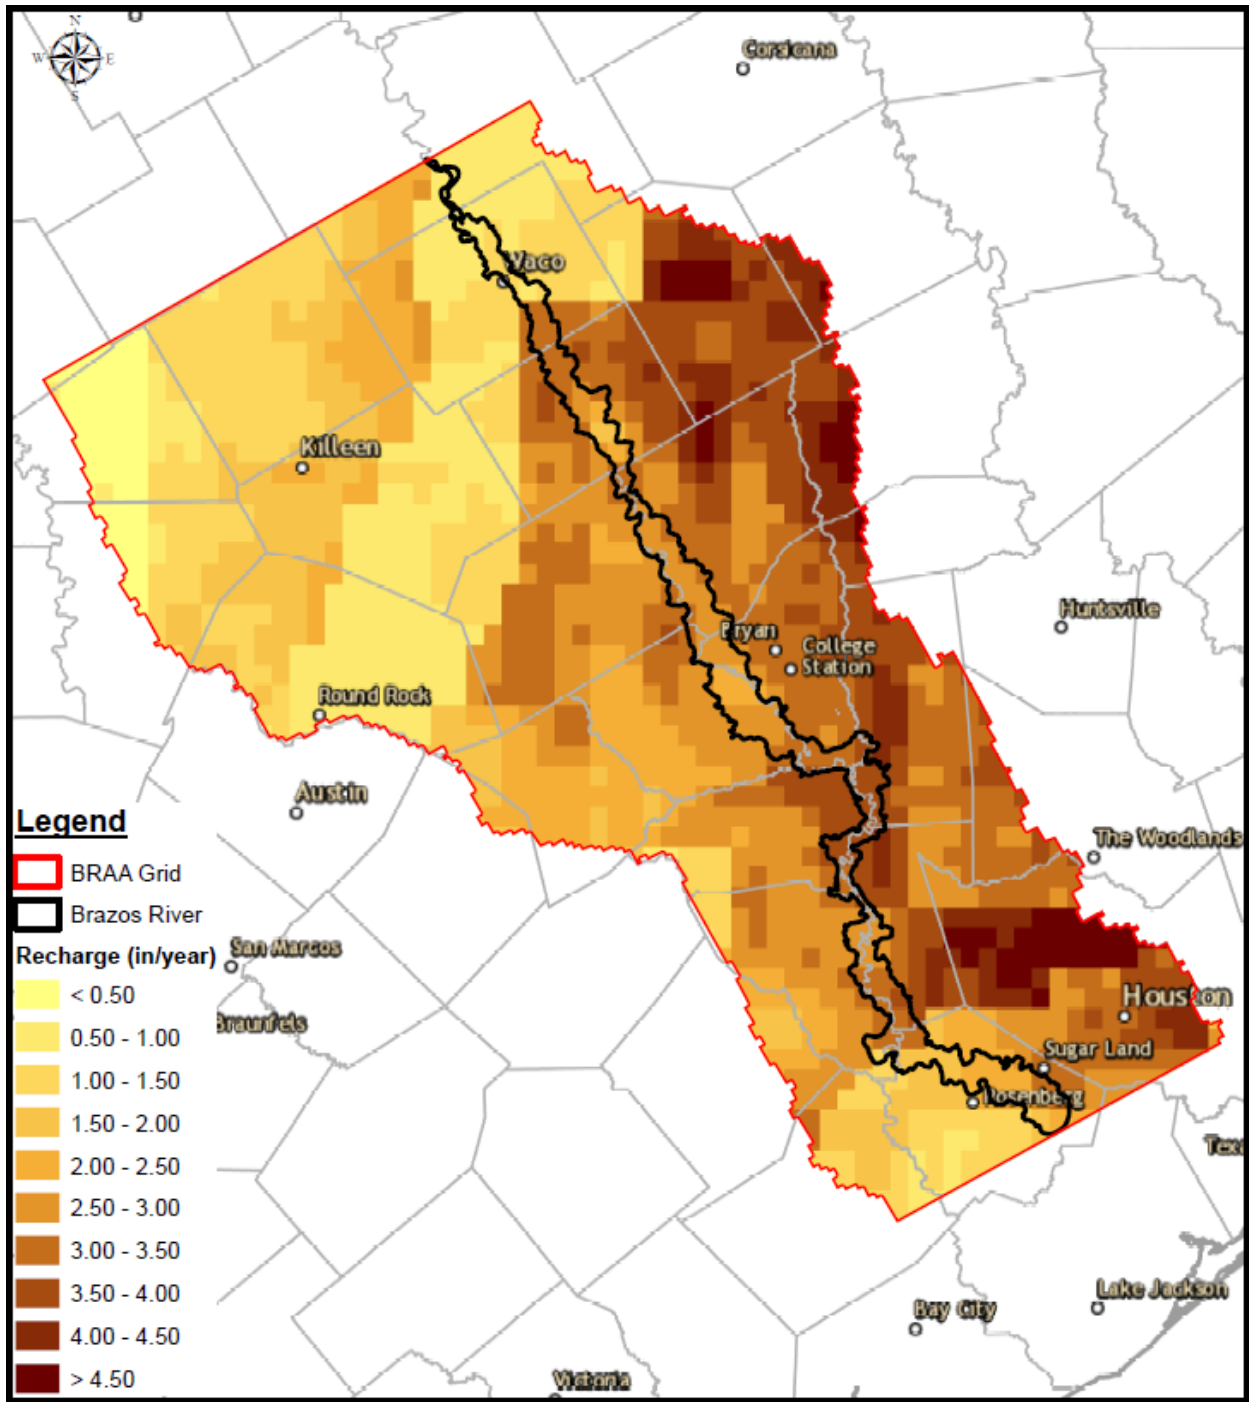 N
W E
S
Corsicana
Waco
Killeen
Huntsville
Bryan
College
Station
Round Rock
Austin
The Woodlands
San Marcos
Braunfels
Houston
Sugar Land
Rosenberg
Lake Jackson
Bay City
Victoria
Legend
BRAA Grid
Brazos River
Recharge (in/year)
< 0.50
0.50 - 1.00
1.00 - 1.50
1.50 - 2.00
2.00 - 2.50
2.50 - 3.00
3.00 - 3.50
3.50 - 4.00
4.00 - 4.50
> 4.50